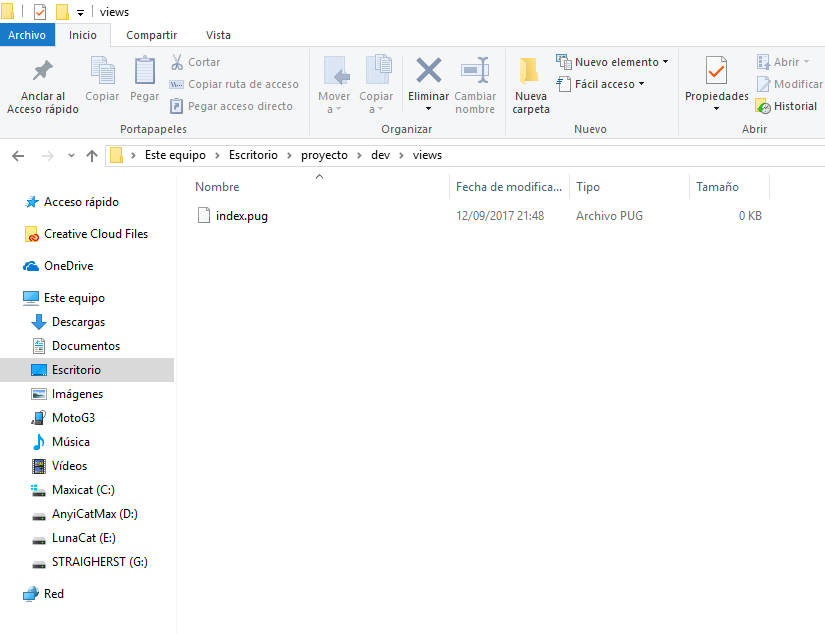 views
Archivo Inicio Compartir Vista
Anclar al Acceso rápido
Copiar
Pegar
Cortar
Copiar ruta de acceso
Pegar acceso directo
Portapapeles
Mover a
Copiar a
Eliminar
Cambiar nombre
Organizar
Nueva carpeta
Nuevo elemento
Fácil acceso
Nuevo
Propiedades
Abrir
Modificar
Historial
Abrir
Este equipo > Escritorio > proyecto > dev > views
Nombre Fecha de modifica... Tipo Tamaño
index.pug 12/09/2017 21:48 Archivo PUG 0 KB
Acceso rápido
Creative Cloud Files
OneDrive
Este equipo
Descargas
Documentos
Escritorio
Imágenes
MotoG3
Música
Vídeos
Maxicat (C:)
AnyiCatMax (D:)
LunaCat (E:)
STRAIGHERST (G:)
Red